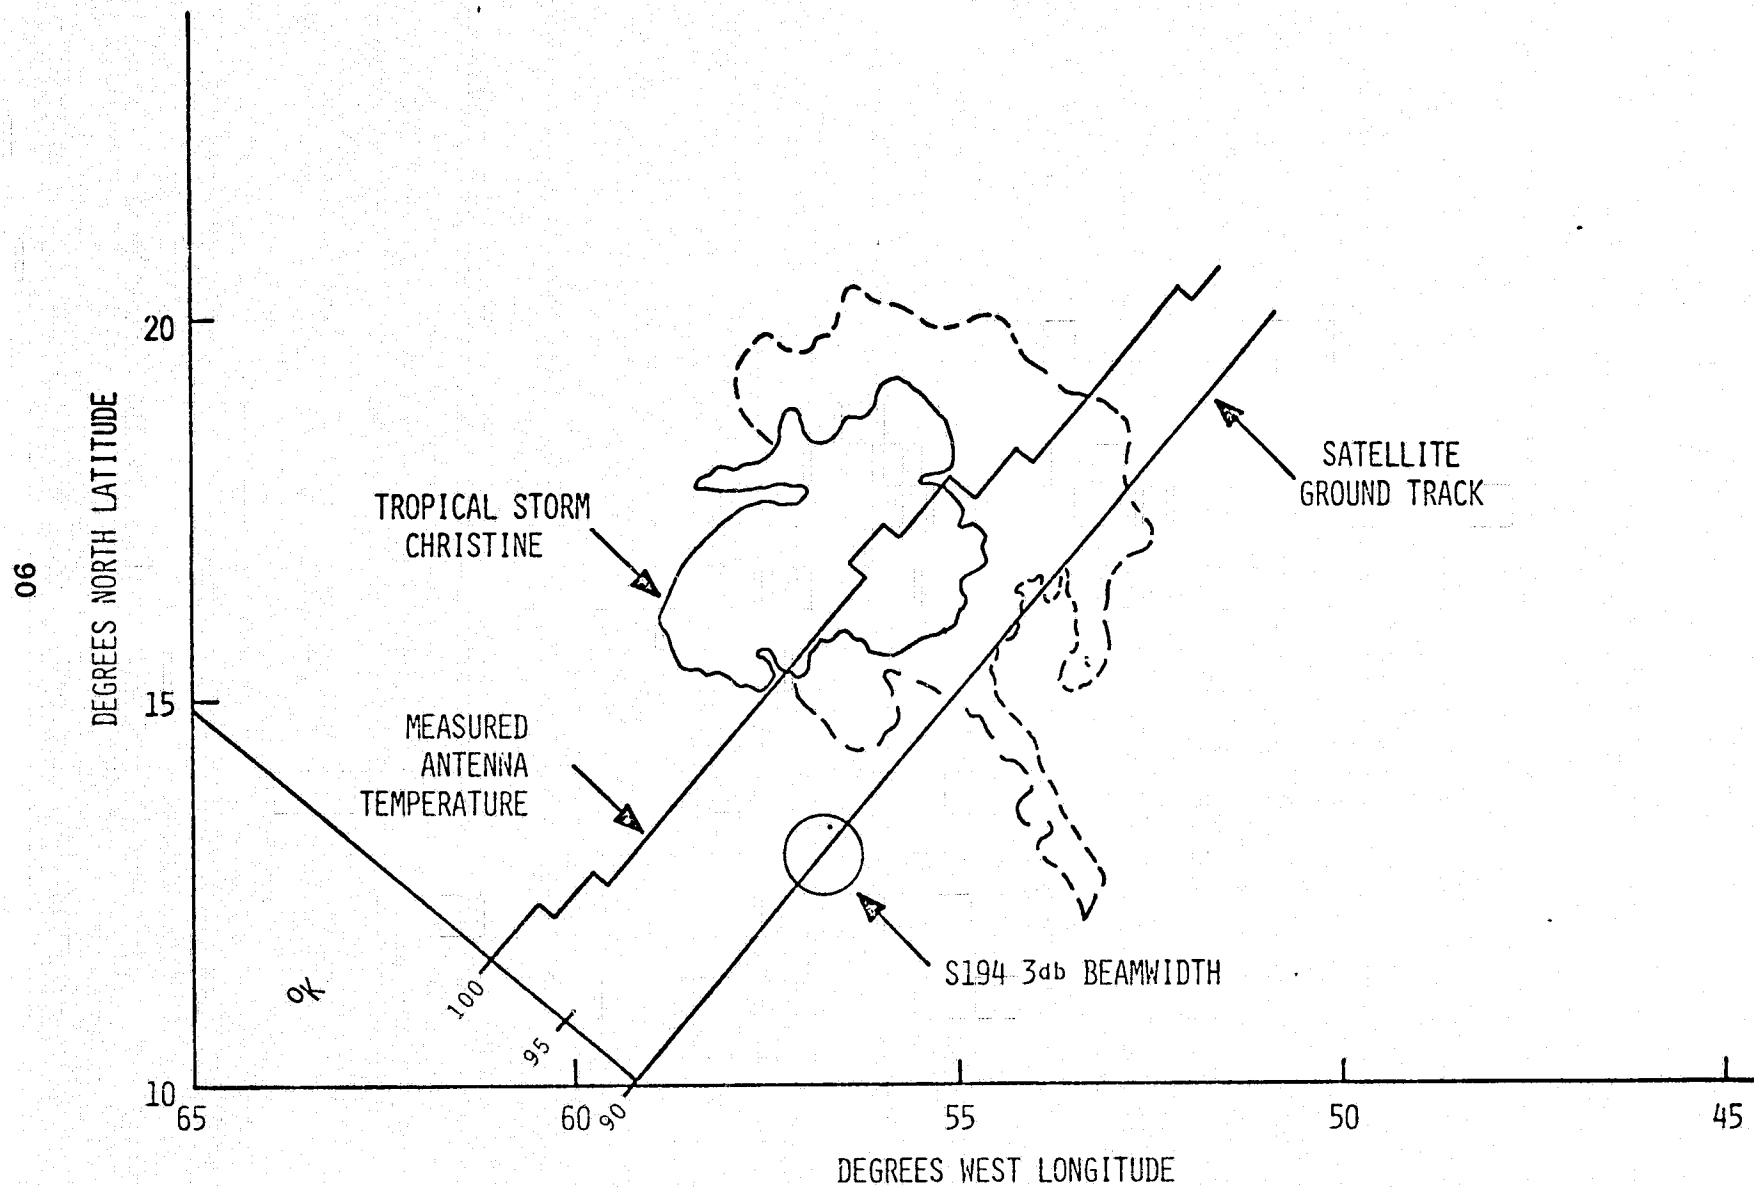 20
15
10
DEGREES NORTH LATITUDE
90
TROPICAL STORM
CHRISTINE
SATELLITE
GROUND TRACK
MEASURED
ANTENNA
TEMPERATURE
S194 3db BEAMWIDTH
°K
100
95
90
65
60
55
50
45
DEGREES WEST LONGITUDE